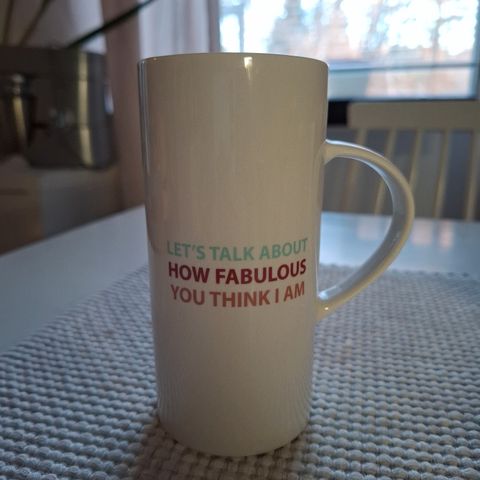 LET'S TALK ABOUT
HOW FABULOUS
YOU THINK I AM